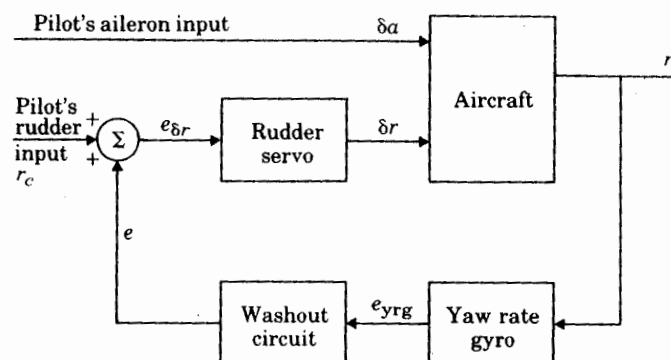 Pilot's aileron input
δa
r
Aircraft
Pilot's
rudder
input
r_c
+
+
Σ
e_δr
Rudder
servo
δr
e
Washout
circuit
e_yrg
Yaw rate
gyro